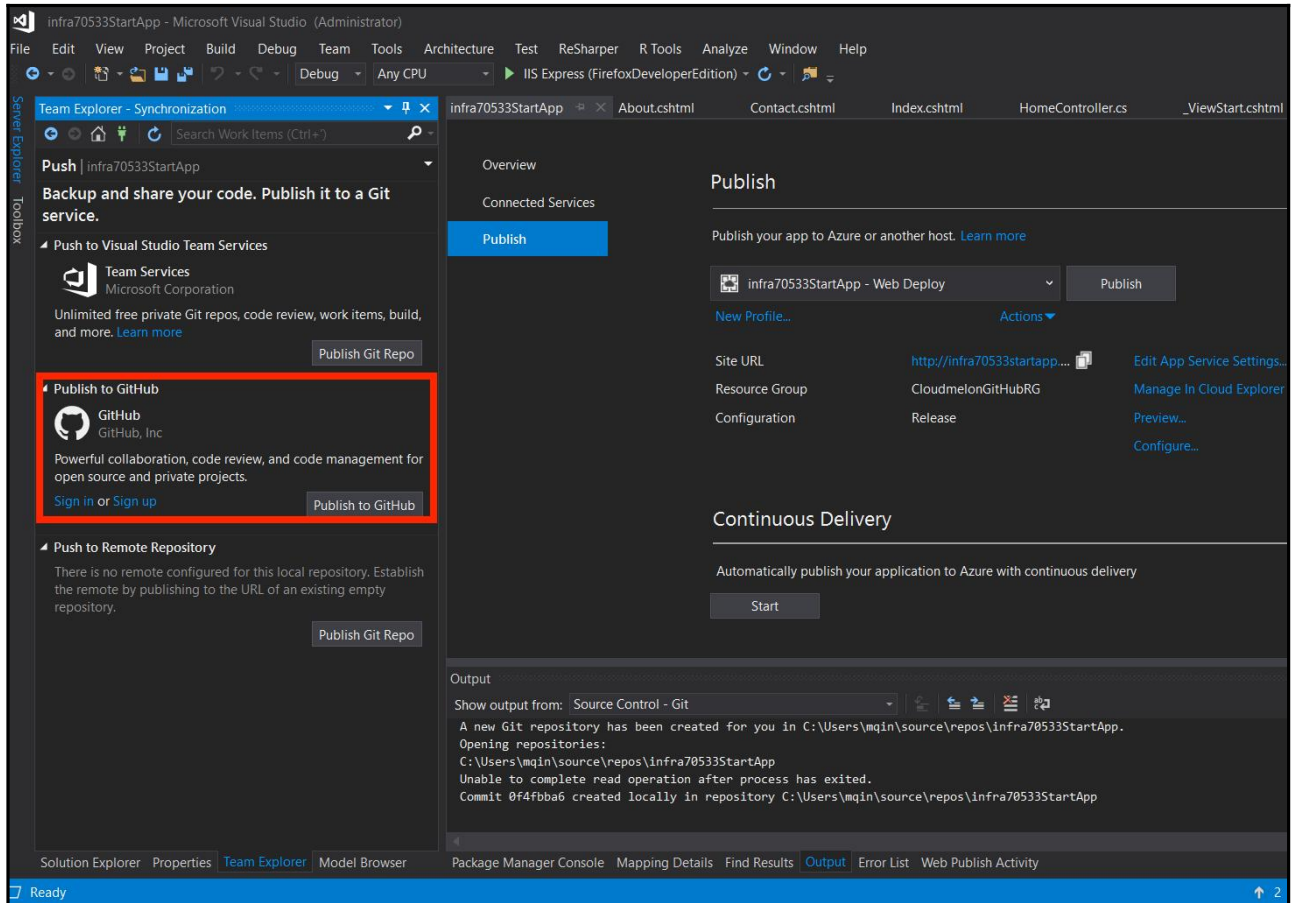 infra70533StartApp - Microsoft Visual Studio (Administrator)
File Edit View Project Build Debug Team Tools Architecture Test ReSharper R Tools Analyze Window Help
Debug Any CPU IIS Express (FirefoxDeveloperEdition)
Server Explorer
Toolbox
Team Explorer - Synchronization
Search Work Items (Ctrl+')
Push | infra70533StartApp
Backup and share your code. Publish it to a Git
service.
Push to Visual Studio Team Services
Team Services
Microsoft Corporation
Unlimited free private Git repos, code review, work items, build,
and more. Learn more
Publish Git Repo
Publish to GitHub
GitHub
GitHub, Inc
Powerful collaboration, code review, and code management for
open source and private projects.
Sign in or Sign up
Publish to GitHub
Push to Remote Repository
There is no remote configured for this local repository. Establish
the remote by publishing to the URL of an existing empty
repository.
Publish Git Repo
Solution Explorer Properties Team Explorer Model Browser
infra70533StartApp About.cshtml Contact.cshtml Index.cshtml HomeController.cs _ViewStart.cshtml
Overview
Connected Services
Publish
Publish
Publish your app to Azure or another host. Learn more
infra70533StartApp - Web Deploy
Publish
New Profile... Actions
Site URL http://infra70533startapp.... Edit App Service Settings...
Resource Group CloudmelonGitHubRG Manage In Cloud Explorer
Configuration Release Preview...
Configure...
Continuous Delivery
Automatically publish your application to Azure with continuous delivery
Start
Output
Show output from: Source Control - Git
A new Git repository has been created for you in C:\Users\mqin\source\repos\infra70533StartApp.
Opening repositories:
C:\Users\mqin\source\repos\infra70533StartApp
Unable to complete read operation after process has exited.
Commit 0f4fbba6 created locally in repository C:\Users\mqin\source\repos\infra70533StartApp
Package Manager Console Mapping Details Find Results Output Error List Web Publish Activity
Ready
2